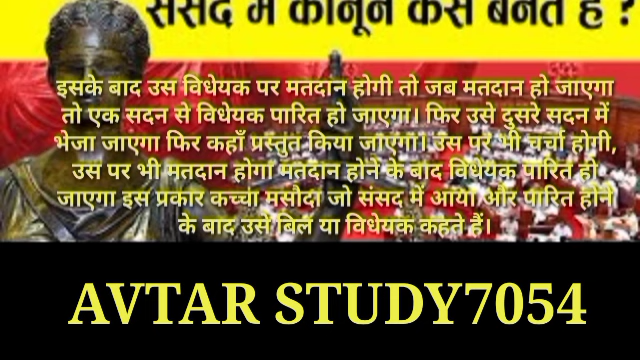 संसद में कानून कैसे बनते हैं ?
इसके बाद उस विधेयक पर मतदान होगी तो जब मतदान हो जाएगा
तो एक सदन से विधेयक पारित हो जाएगा। फिर उसे दूसरे सदन में
भेजा जाएगा फिर कहाँ प्रस्तुत किया जाएगा। उस पर भी चर्चा होगी,
उस पर भी मतदान होगा मतदान होने के बाद विधेयक पारित हो
जाएगा इस प्रकार कच्चा मसौदा जो संसद में आया और पारित होने
के बाद उसे बिल या विधेयक कहते हैं।
AVTAR STUDY7054